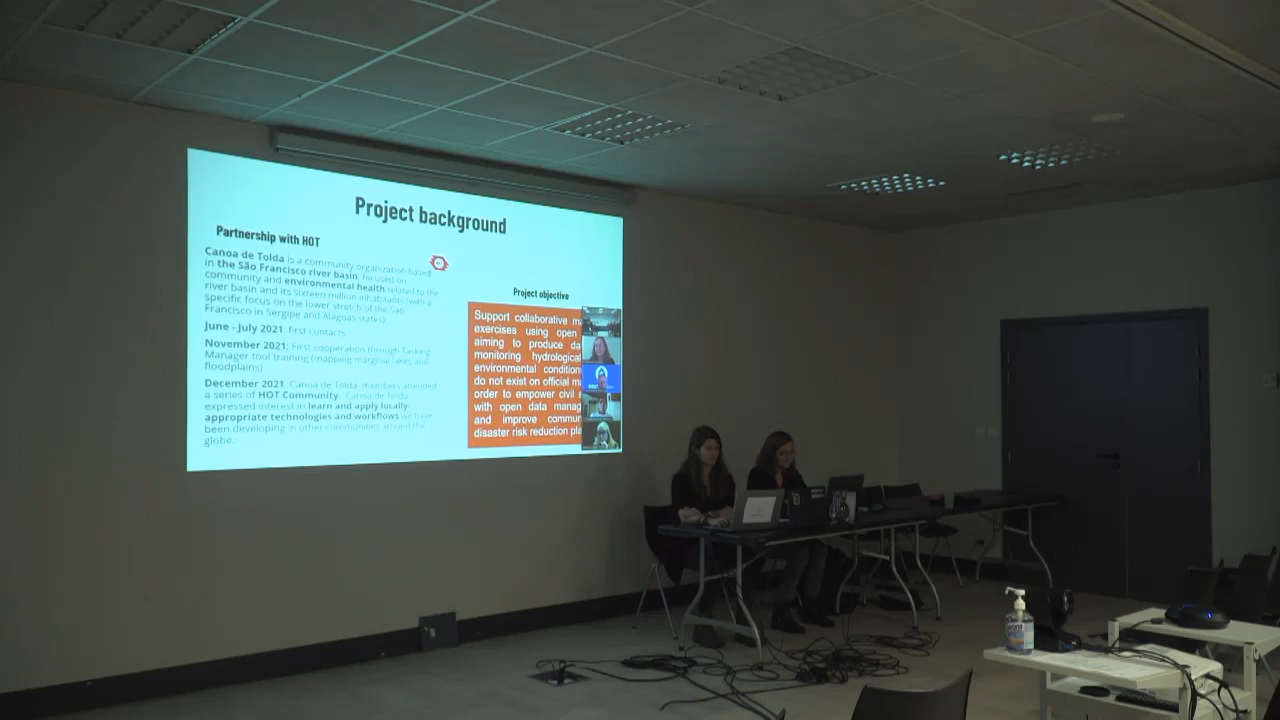 Project background
Partnership with HOT
Canoa de Tolda is a community organization based
in the São Francisco river basin, focused on
community and environmental health related to the
river basin and its sixteen million inhabitants (with a
specific focus on the lower stretch of the São
Francisco in Sergipe and Alagoas states).
June - July 2021: first contacts
November 2021: First cooperation through Tasking
Manager tool training (mapping marginal lakes and
floodplains)
December 2021: Canoa de Tolda members attended
a series of HOT Community. Canoa de Tolda
expressed interest in learn and apply locally-
appropriate technologies and workflows we have
been developing in other communities around the
globe.
Project objective
Support collaborative ma
exercises using open
aiming to produce da
monitoring hydrological
environmental condition
do not exist on official m
order to empower civil
with open data manag
and improve commun
disaster risk reduction pla